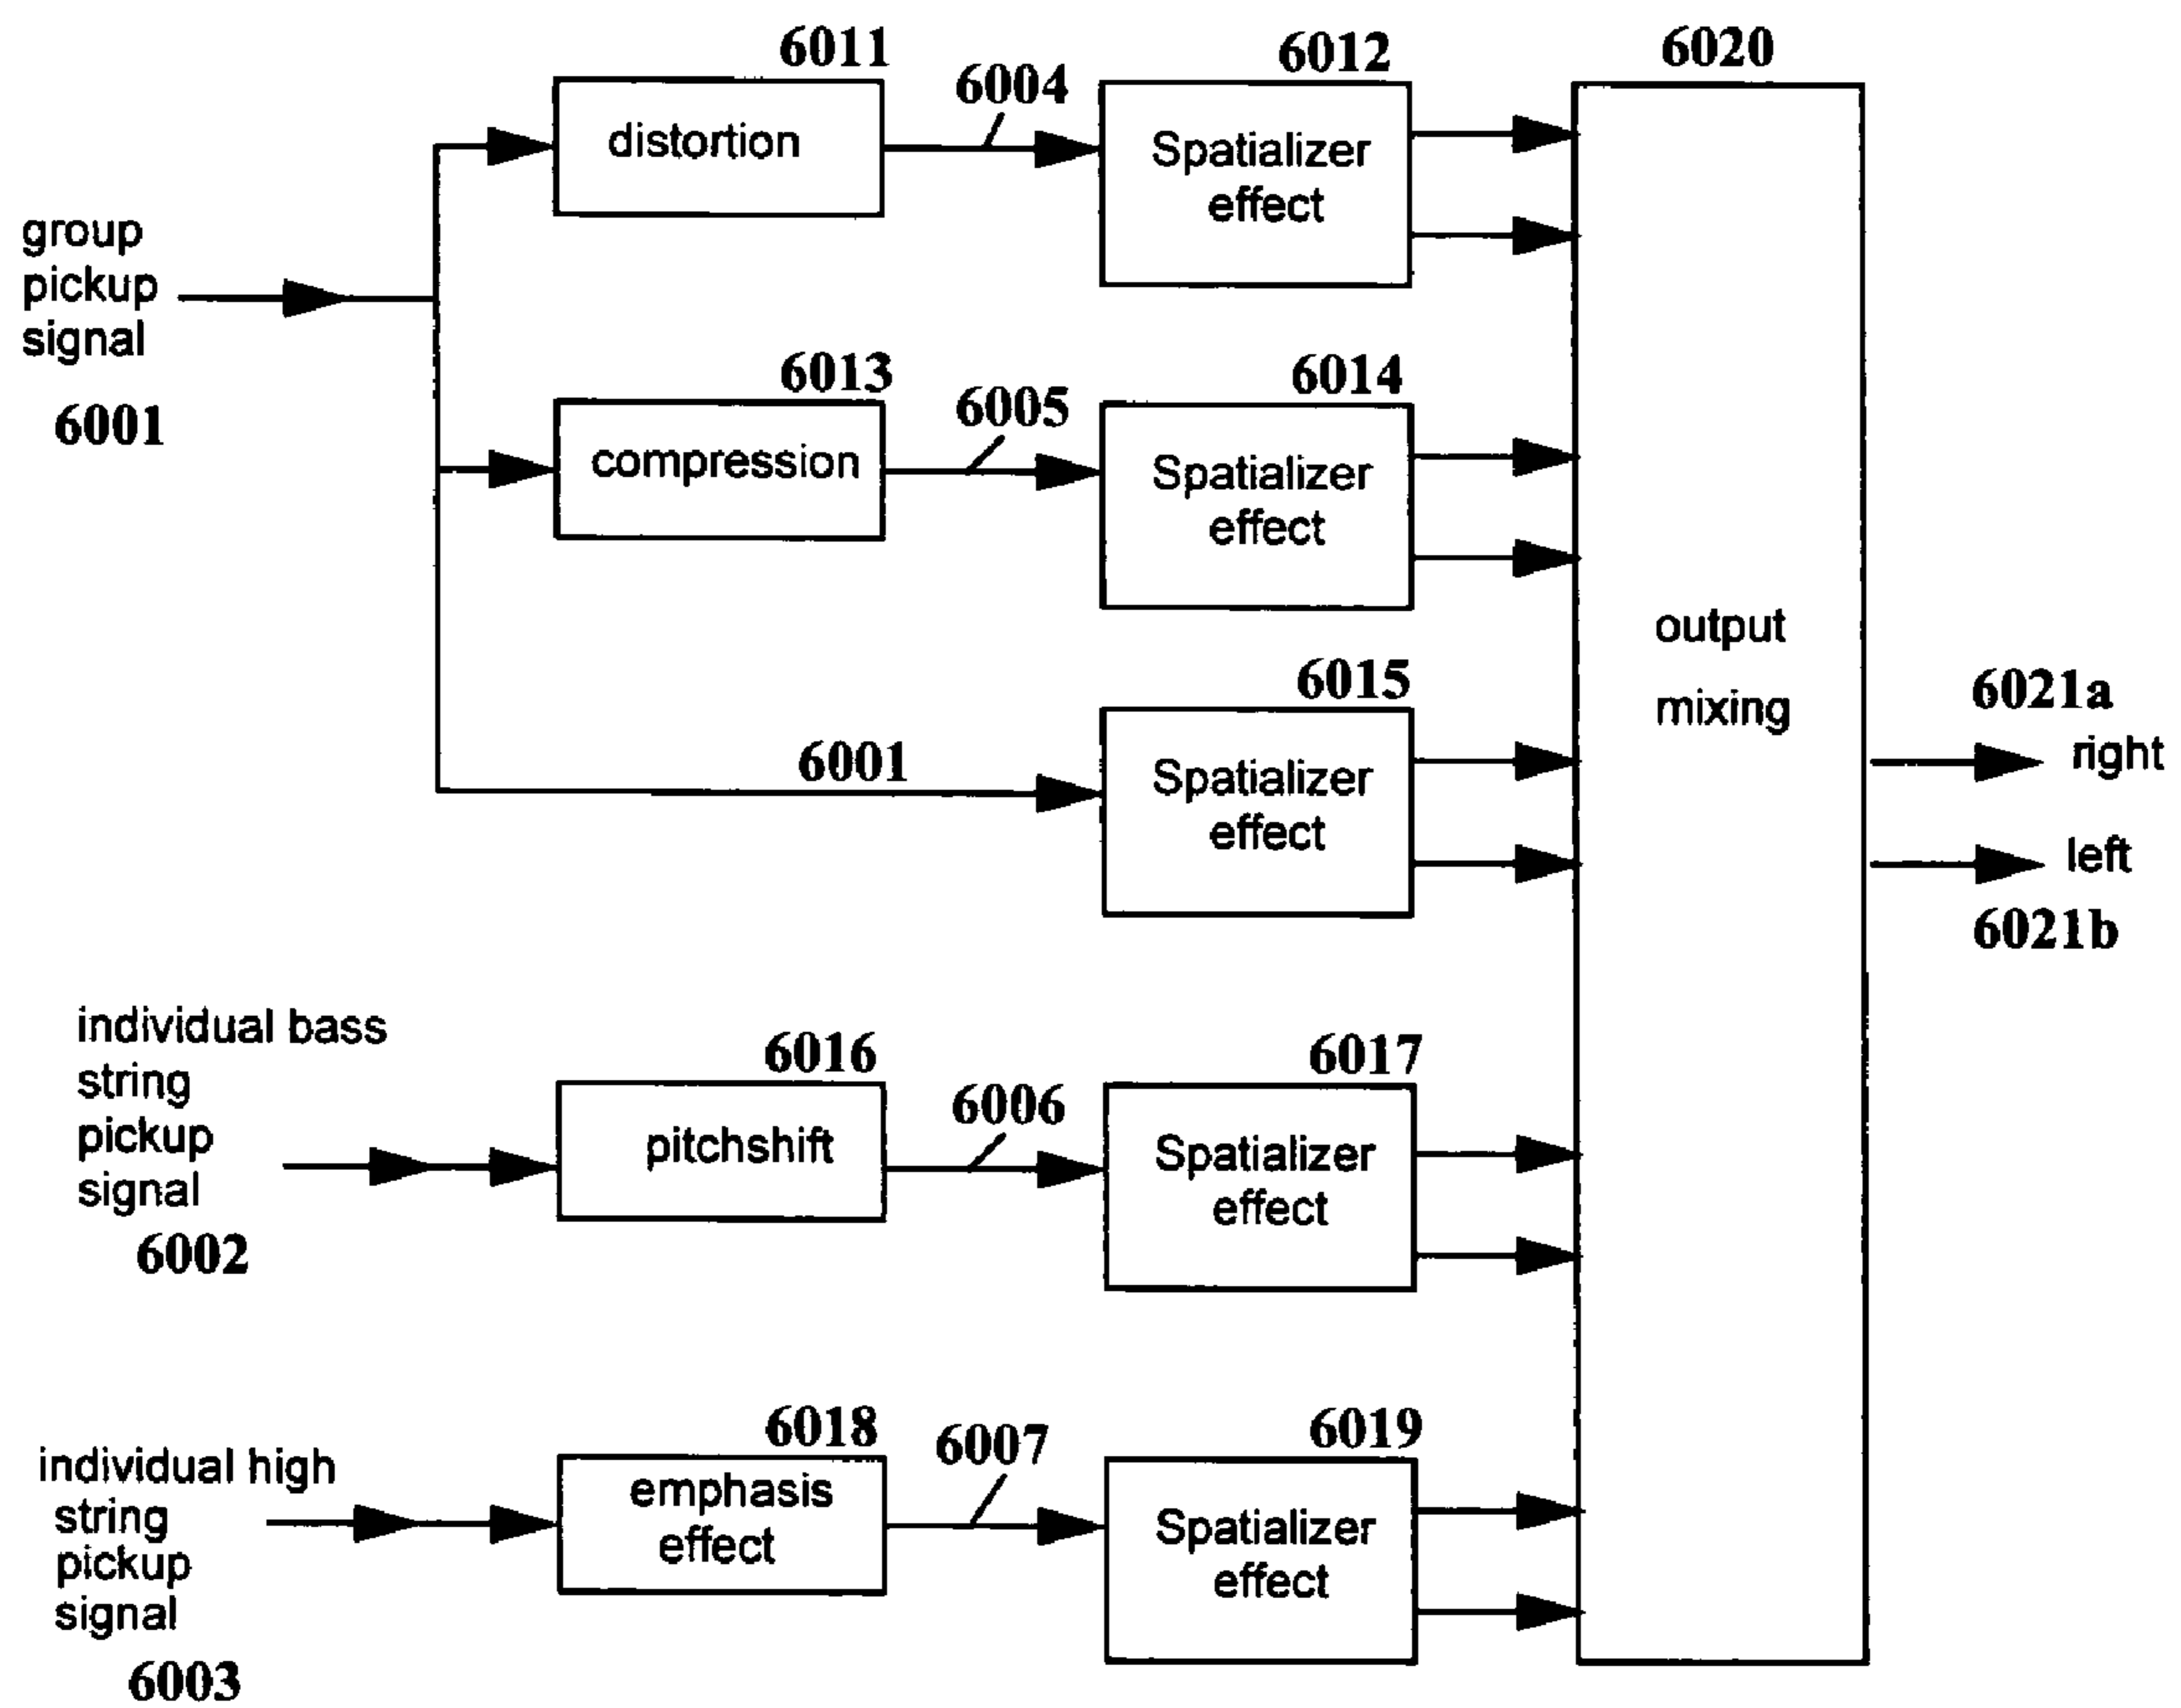 6011
6004
6012
6020
distortion
Spatializer
effect
group
pickup
signal
6001
6013
6005
6014
compression
Spatializer
effect
output
mixing
6015
6001
Spatializer
effect
6021a
right
left
6021b
individual bass
string
pickup
signal
6002
6016
6006
6017
pitchshift
Spatializer
effect
individual high
string
pickup
signal
6003
6018
6007
6019
emphasis
effect
Spatializer
effect